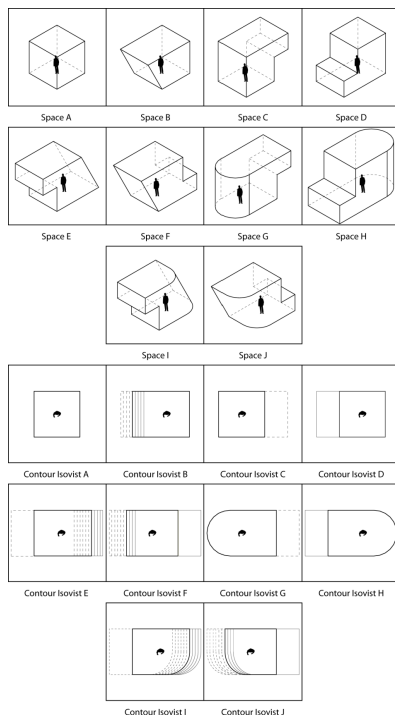 Space A Space B Space C Space D
Space E Space F Space G Space H
Space I Space J
Contour Isovist A Contour Isovist B Contour Isovist C Contour Isovist D
Contour Isovist E Contour Isovist F Contour Isovist G Contour Isovist H
Contour Isovist I Contour Isovist J